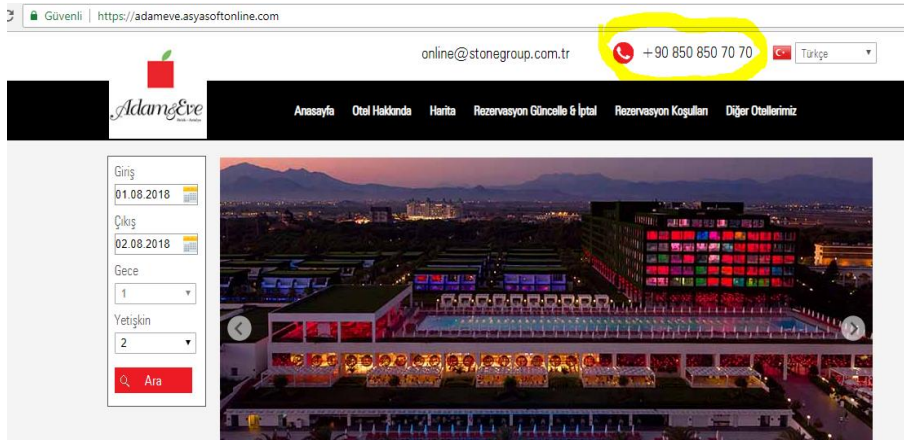 Güvenli | https://adameve.asyasoftonline.com
online@stonegroup.com.tr +90 850 850 70 70 Türkçe
Adam&Eve
Anasayfa Otel Hakkında Harita Rezervasyon Güncelle & İptal Rezervasyon Koşulları Diğer Otellerimiz
Giriş
01.08.2018
Çıkış
02.08.2018
Gece
1
Yetişkin
2
Ara